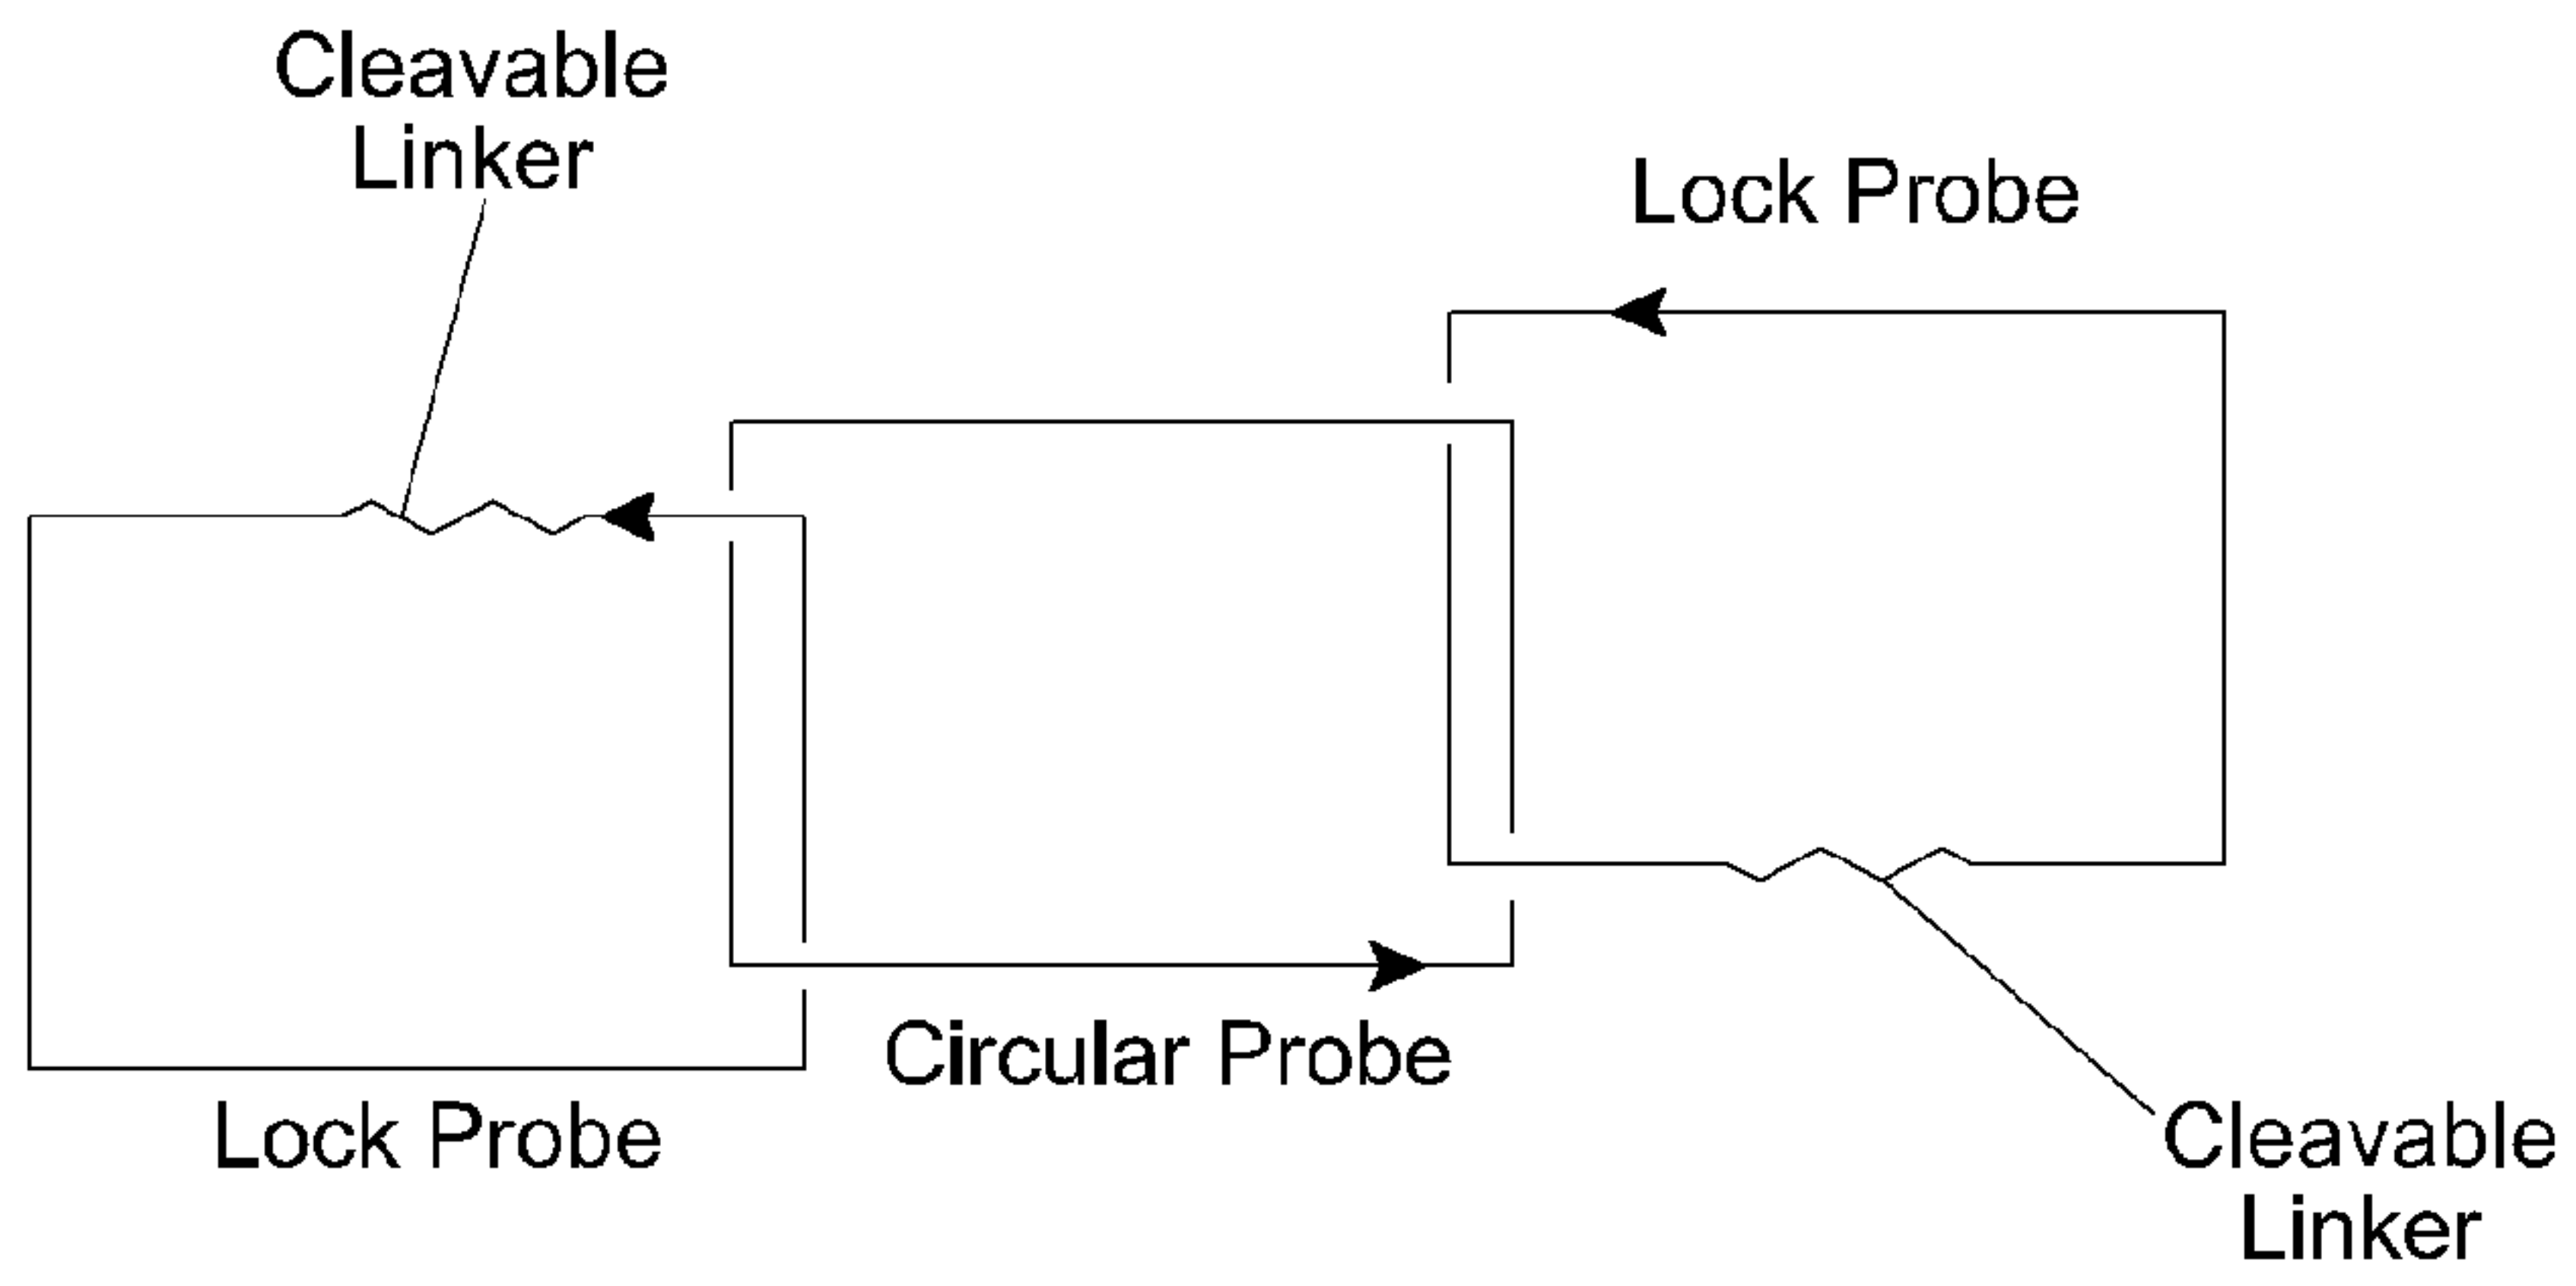 Cleavable
Linker
Lock Probe
Circular Probe
Lock Probe
Cleavable
Linker